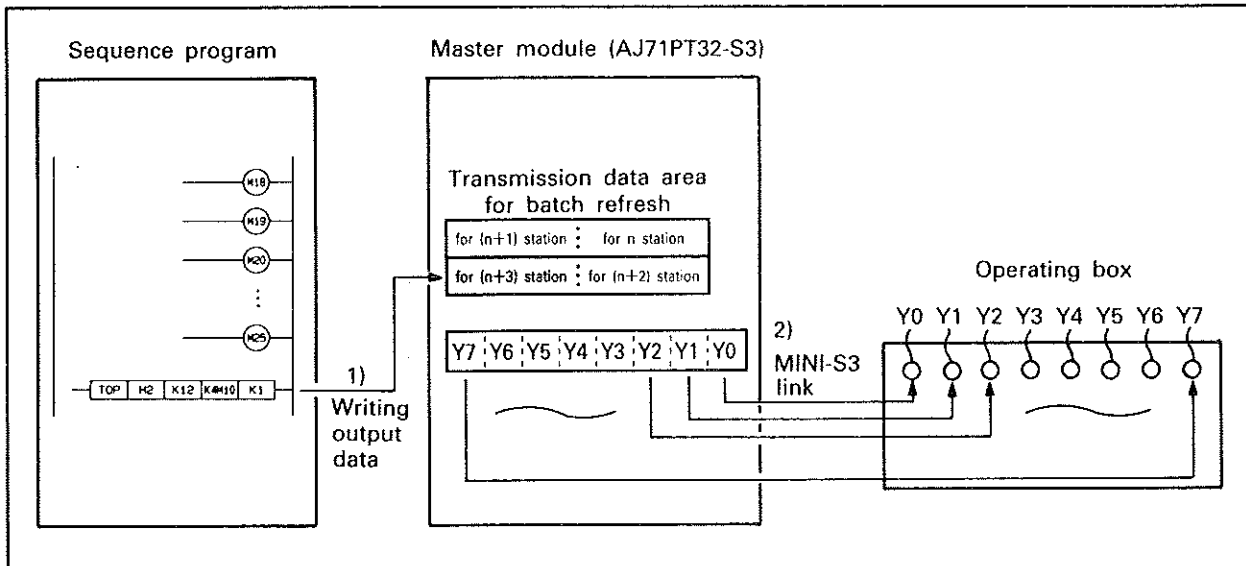 Sequence program
M18
M19
M20
M25
TOP H2 K12 K4M10 K1
1)
Writing
output
data
Master module (AJ71PT32-S3)
Transmission data area
for batch refresh
for (n+1) station for n station
for (n+3) station for (n+2) station
Y7 Y6 Y5 Y4 Y3 Y2 Y1 Y0
2)
MINI-S3
link
Operating box
Y0 Y1 Y2 Y3 Y4 Y5 Y6 Y7